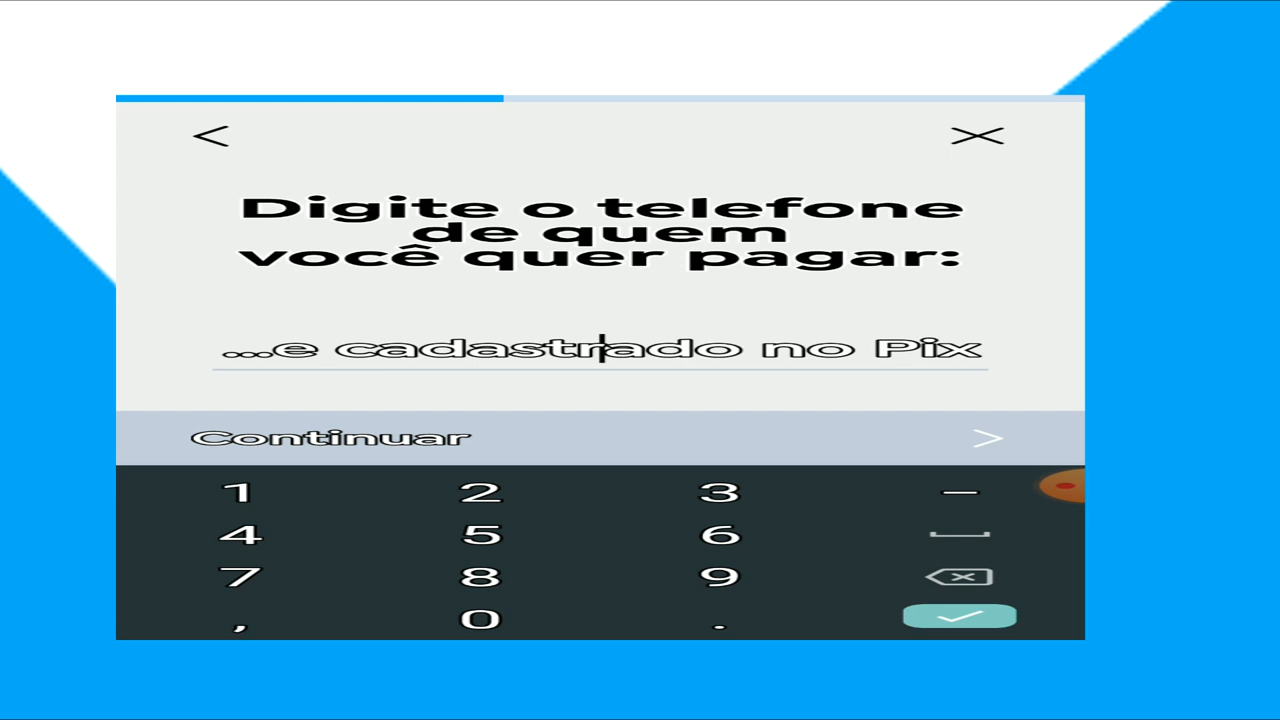 Digite o telefone
de quem
você quer pagar:
...e cadastrado no Pix
Continuar
1 2 3 –
4 5 6
7 8 9
, 0 .